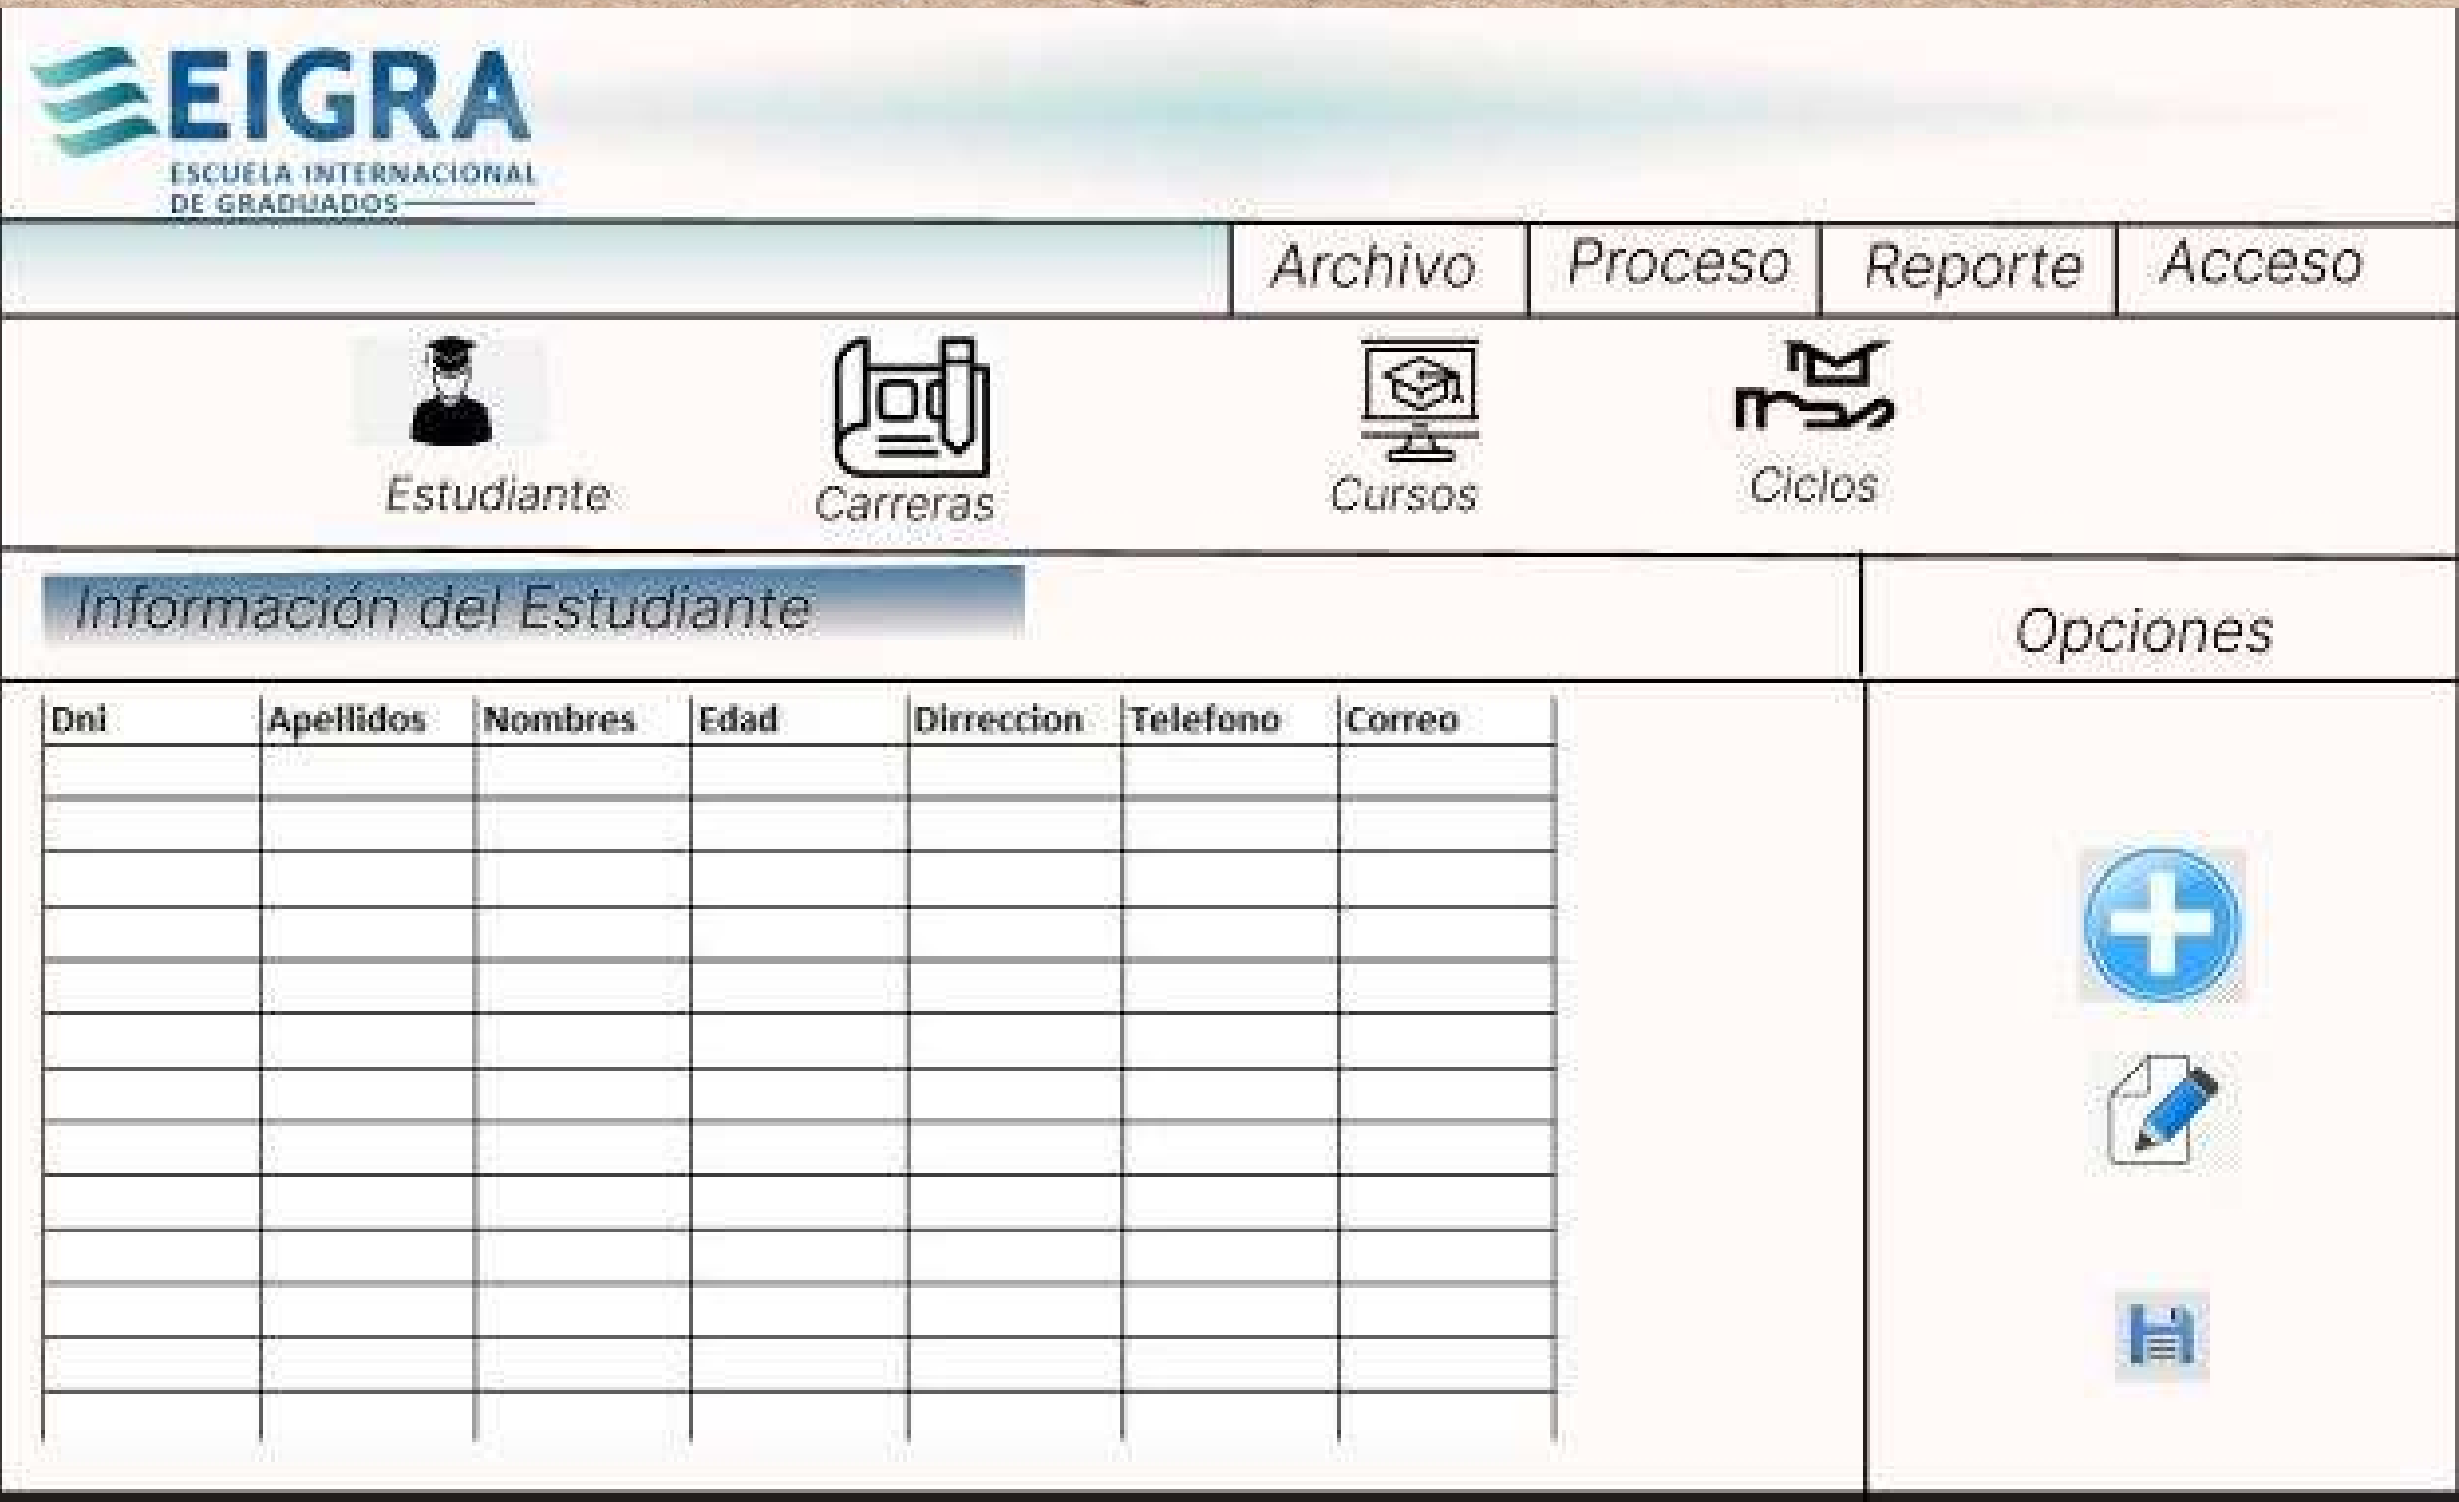 EIGRA
ESCUELA INTERNACIONAL
DE GRADUADOS
Archivo Proceso Reporte Acceso
Estudiante Carreras Cursos Ciclos
Información del Estudiante
Opciones
Dni Apellidos Nombres Edad Dirreccion Telefono Correo